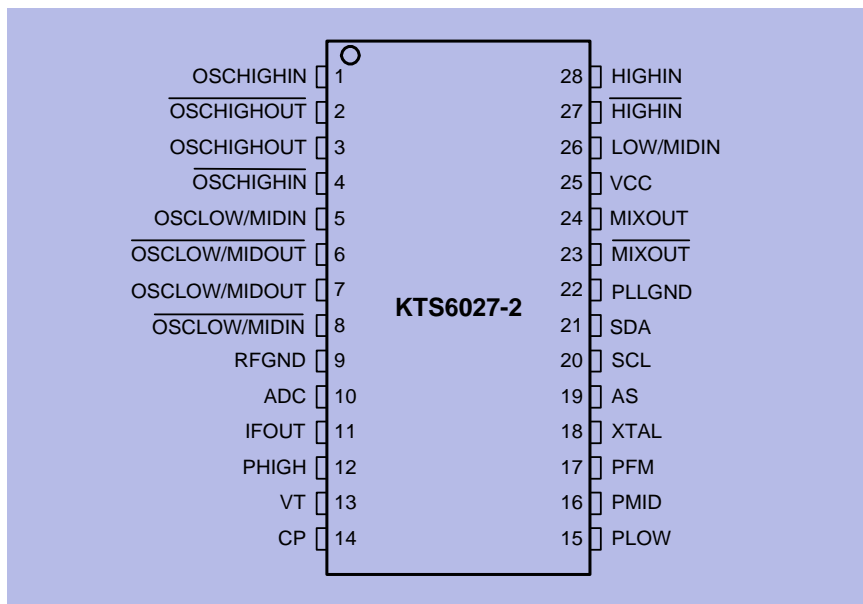 OSCHIGHIN 1 28 HIGHIN
OSCHIGHOUT 2 27 HIGHIN
OSCHIGHOUT 3 26 LOW/MIDIN
OSCHIGHIN 4 25 VCC
OSCLOW/MIDIN 5 24 MIXOUT
OSCLOW/MIDOUT 6 23 MIXOUT
OSCLOW/MIDOUT 7 22 PLLGND
KTS6027-2
OSCLOW/MIDIN 8 21 SDA
RFGND 9 20 SCL
ADC 10 19 AS
IFOUT 11 18 XTAL
PHIGH 12 17 PFM
VT 13 16 PMID
CP 14 15 PLOW